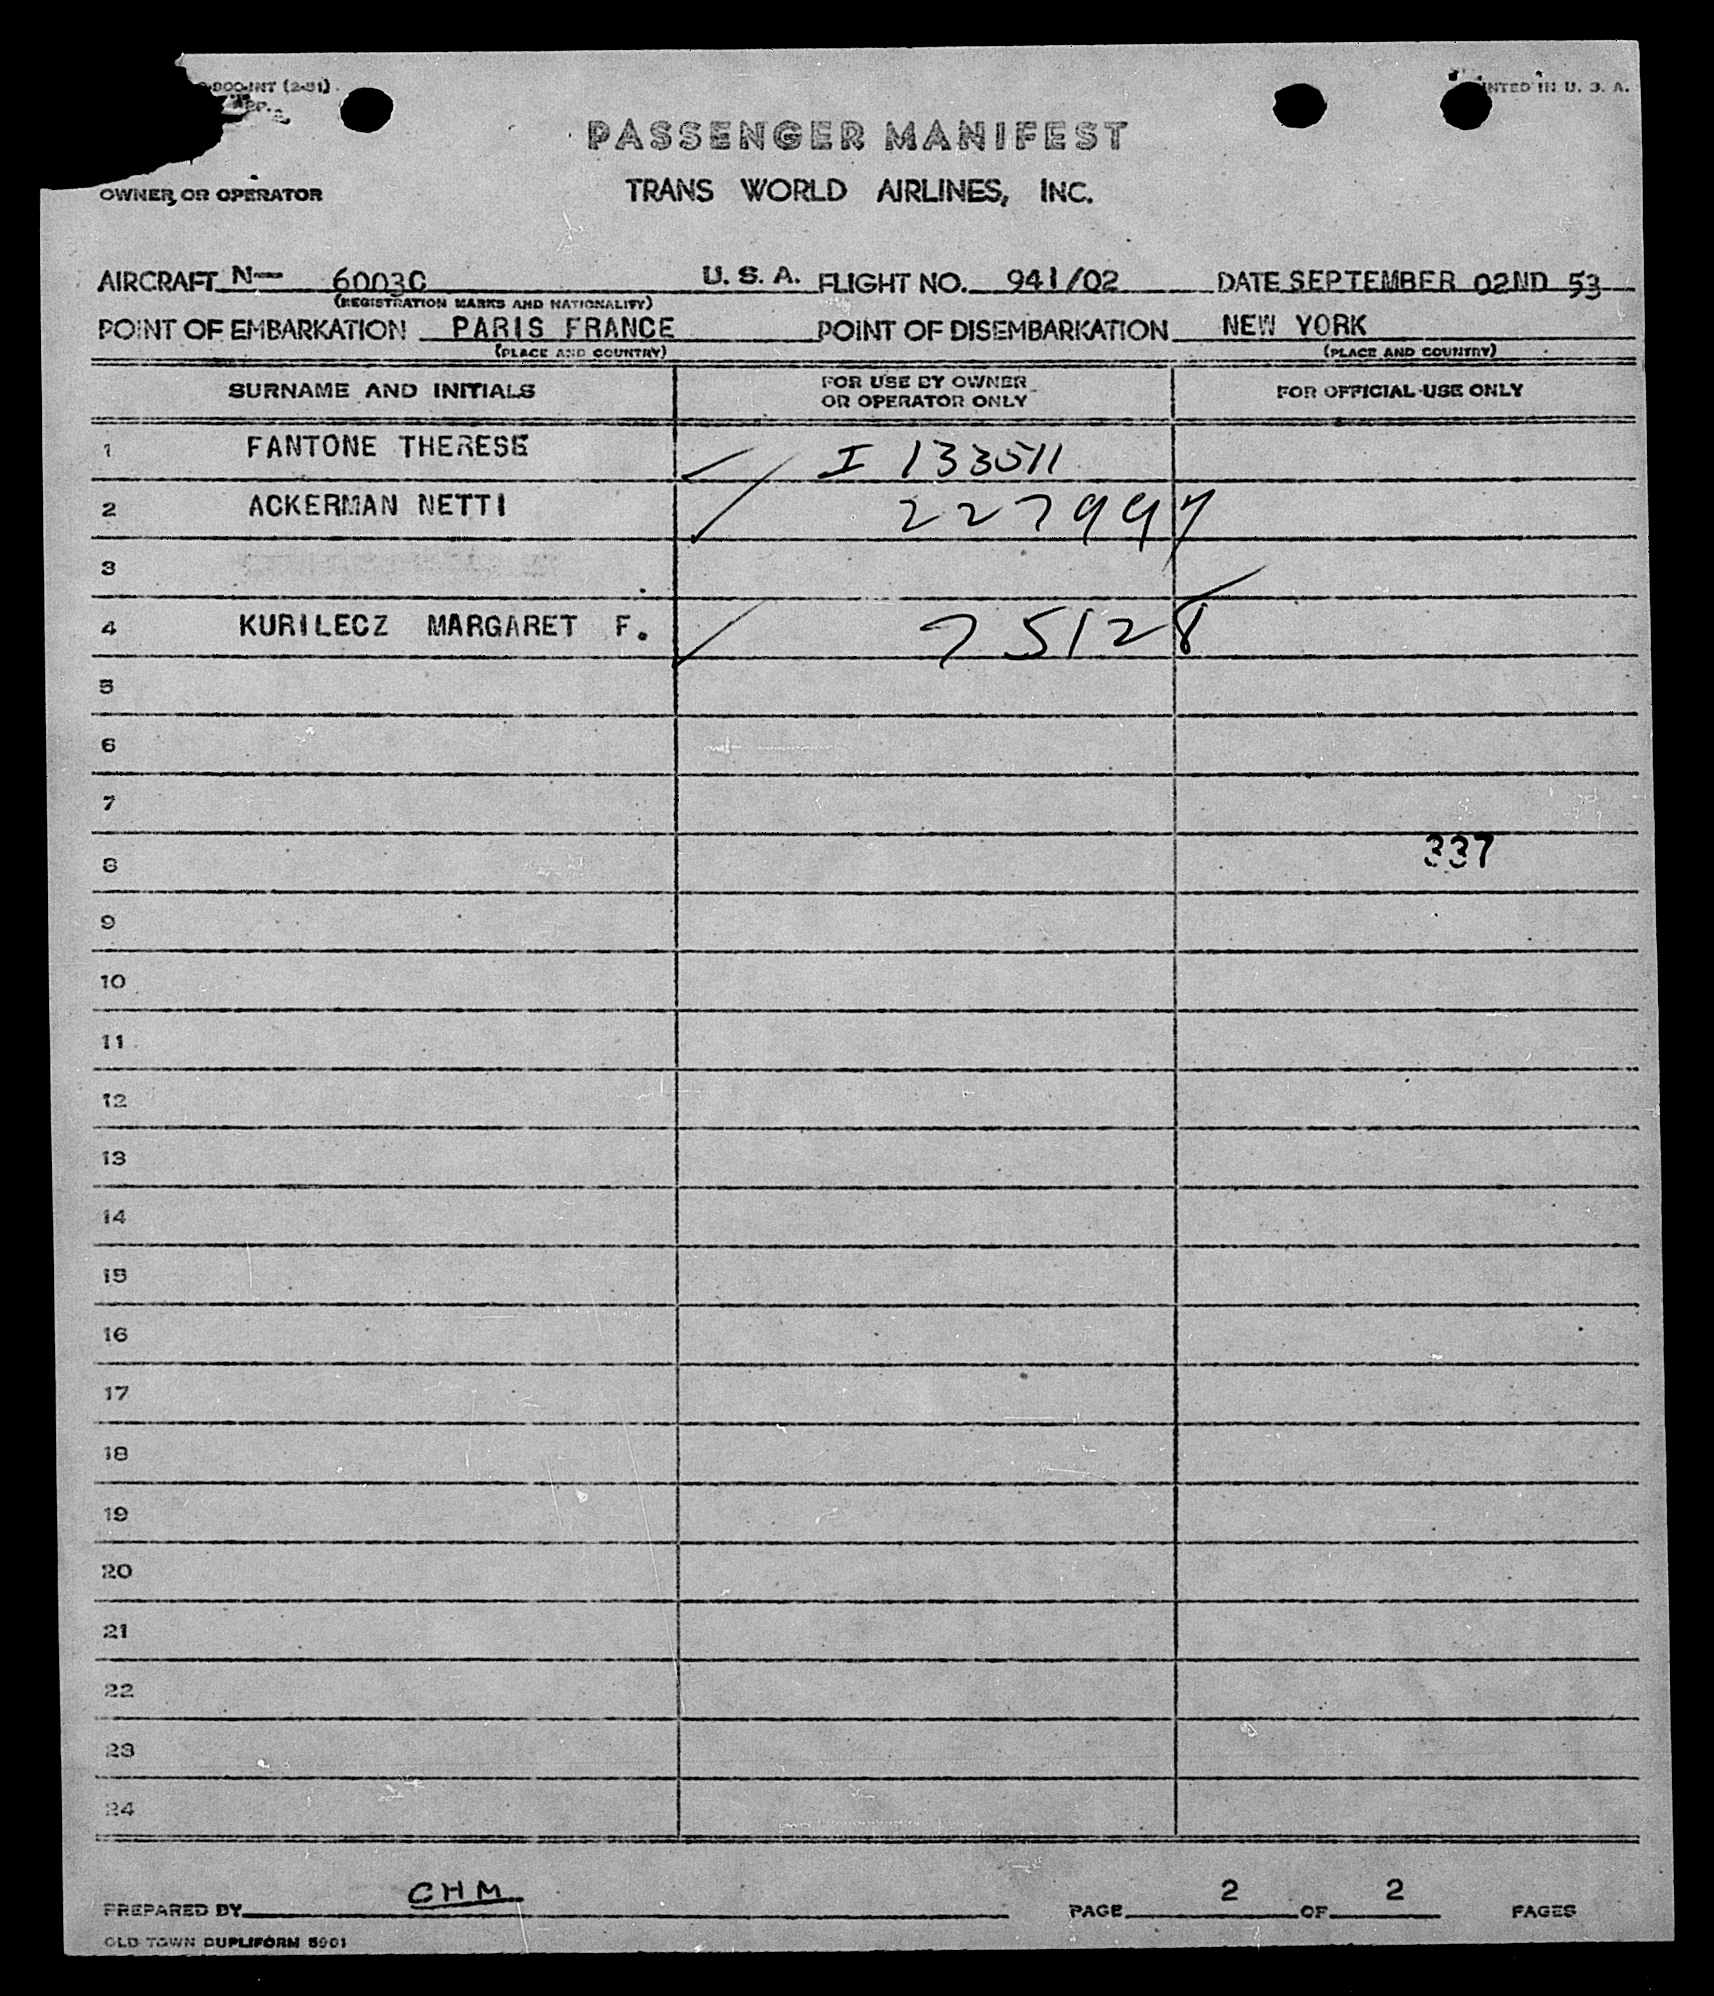 PASSENGER MANIFEST
OWNER OR OPERATOR TRANS WORLD AIRLINES, INC.
AIRCRAFT N— 6003C U. S. A. FLIGHT NO. 941/02 DATE SEPTEMBER 02ND 53
(REGISTRATION MARKS AND NATIONALITY)
POINT OF EMBARKATION PARIS FRANCE POINT OF DISEMBARKATION NEW YORK
(PLACE AND COUNTRY) (PLACE AND COUNTRY)
SURNAME AND INITIALS FOR USE BY OWNER OR OPERATOR ONLY FOR OFFICIAL USE ONLY
1 FANTONE THERESE I 133511
2 ACKERMAN NETTI 227997
3
4 KURILECZ MARGARET F. 75128
5
6
7
8 337
9
10
11
12
13
14
15
16
17
18
19
20
21
22
23
24
PREPARED BY CHM PAGE 2 OF 2 PAGES
OLD TOWN DUPLIFORM 5901